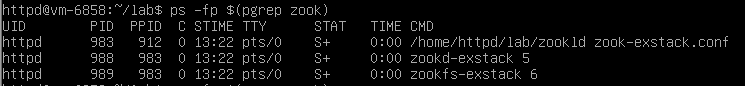 httpd@vm-6858:~/lab$ ps -fp $(pgrep zook)
UID        PID  PPID  C STIME TTY      STAT   TIME CMD
httpd      983   912  0 13:22 pts/0    S+     0:00 /home/httpd/lab/zookld zook-exstack.conf
httpd      988   983  0 13:22 pts/0    S+     0:00 zookd-exstack 5
httpd      989   983  0 13:22 pts/0    S+     0:00 zookfs-exstack 6